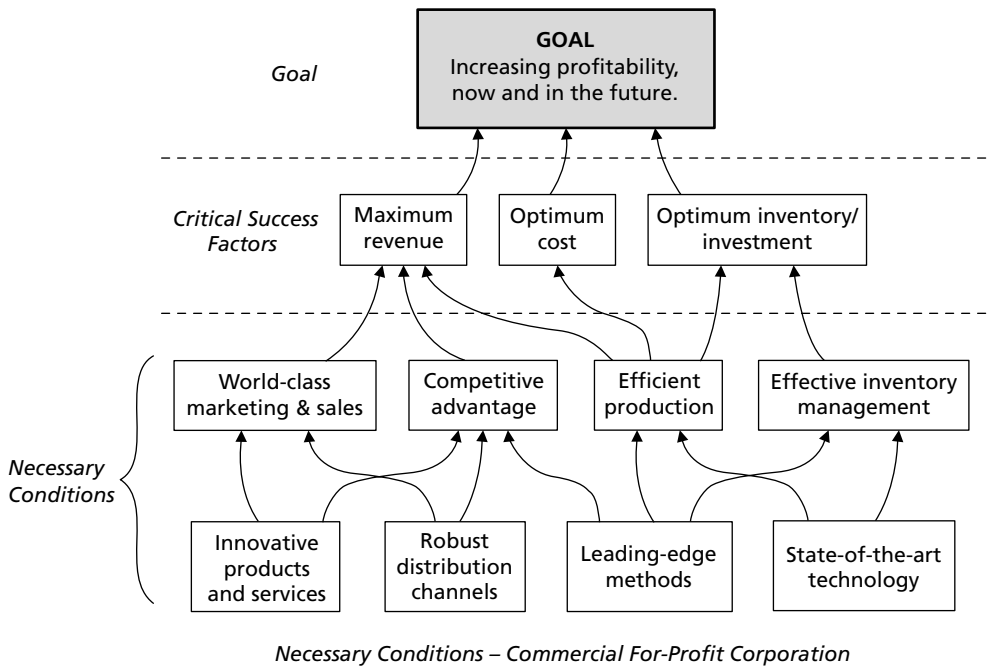 GOAL
Increasing profitability,
now and in the future.
Goal
Critical Success
Factors
Maximum
revenue
Optimum
cost
Optimum inventory/
investment
World-class
marketing & sales
Competitive
advantage
Efficient
production
Effective inventory
management
Necessary
Conditions
Innovative
products
and services
Robust
distribution
channels
Leading-edge
methods
State-of-the-art
technology
Necessary Conditions – Commercial For-Profit Corporation